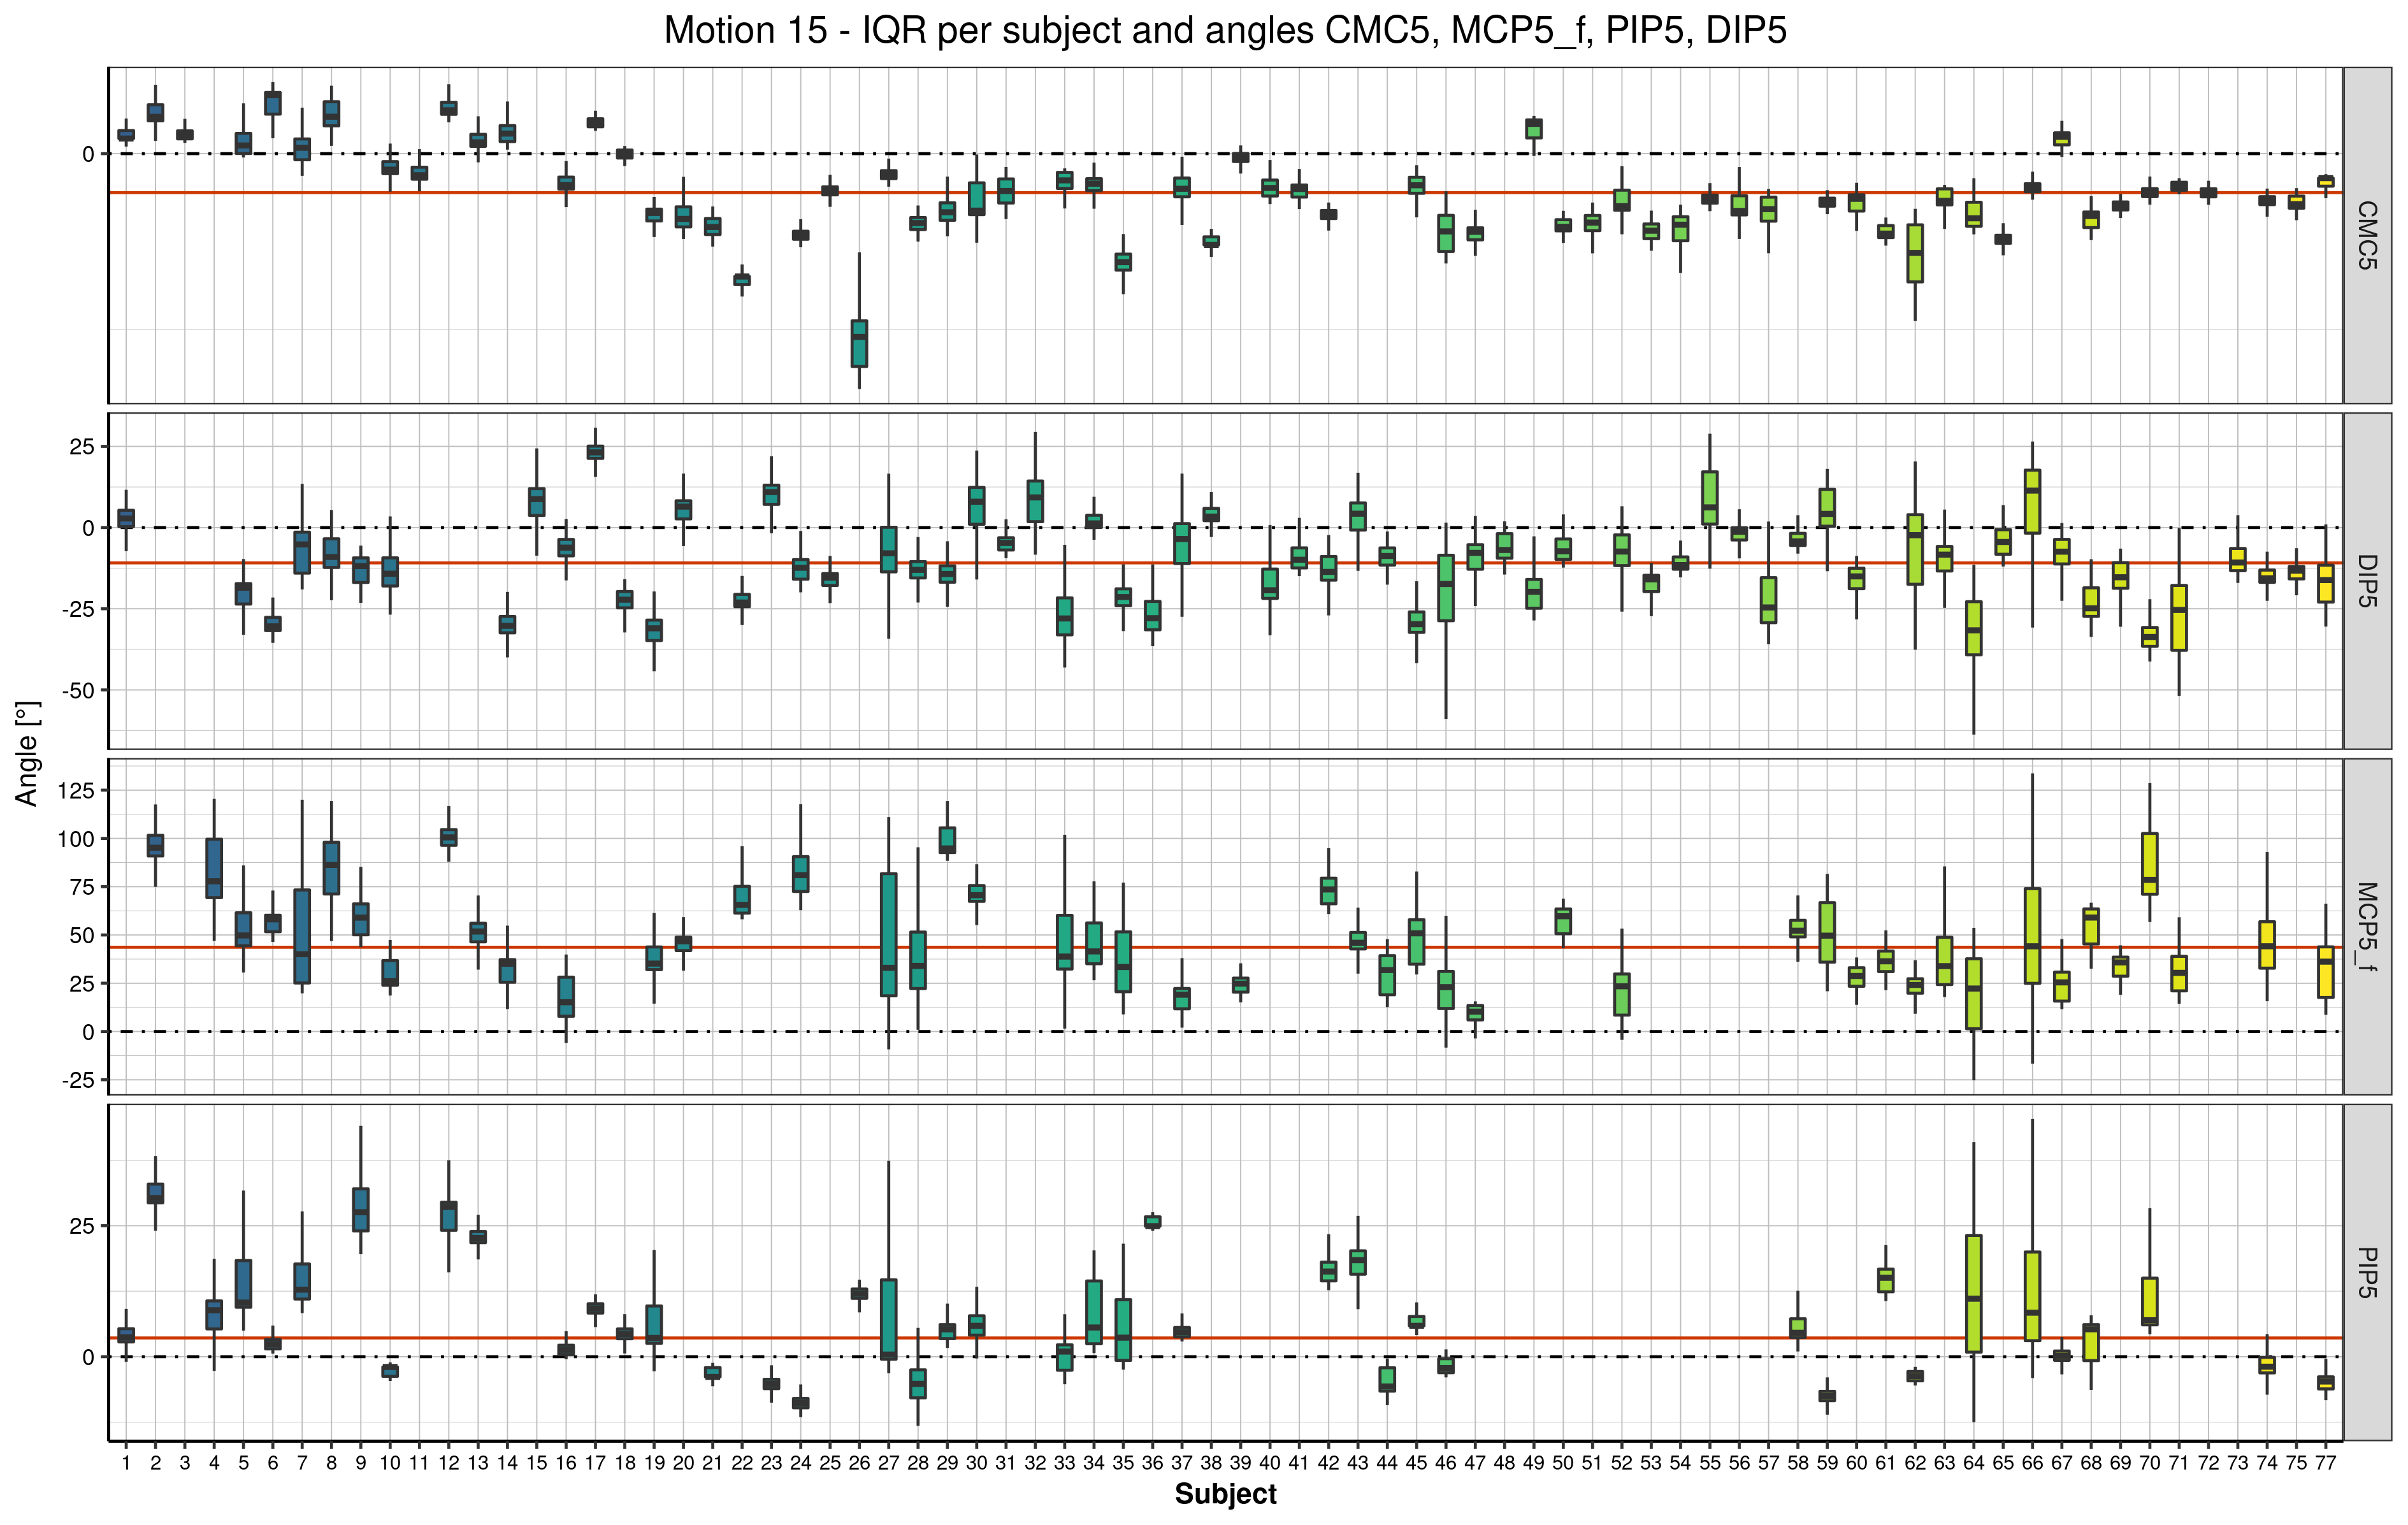 Motion 15 - IQR per subject and angles CMC5, MCP5_f, PIP5, DIP5
Angle [°]
0
CMC5
25
0
-25
-50
DIP5
125
100
75
50
25
0
-25
MCP5_f
25
0
PIP5
1 2 3 4 5 6 7 8 9 10 11 12 13 14 15 16 17 18 19 20 21 22 23 24 25 26 27 28 29 30 31 32 33 34 35 36 37 38 39 40 41 42 43 44 45 46 47 48 49 50 51 52 53 54 55 56 57 58 59 60 61 62 63 64 65 66 67 68 69 70 71 72 73 74 75 77
Subject